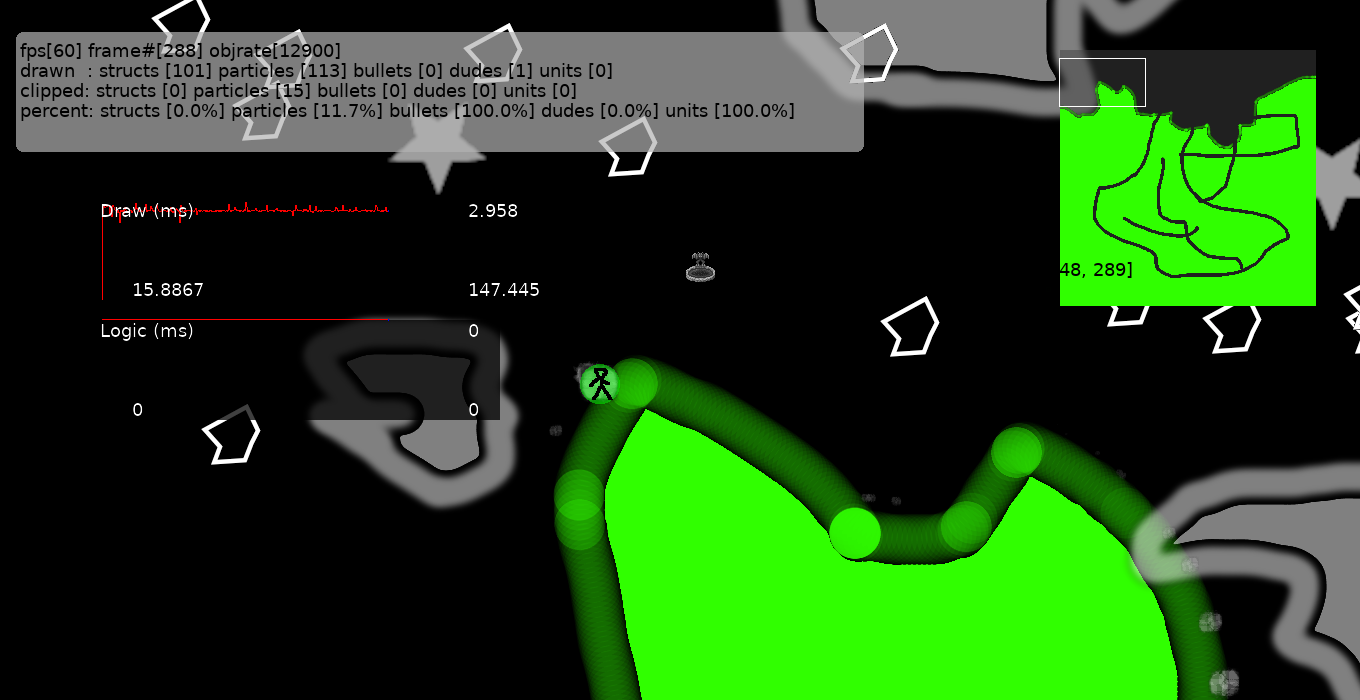 fps[60] frame#[288] objrate[12900]
drawn  : structs [101] particles [113] bullets [0] dudes [1] units [0]
clipped: structs [0] particles [15] bullets [0] dudes [0] units [0]
percent: structs [0.0%] particles [11.7%] bullets [100.0%] dudes [0.0%] units [100.0%]
Draw (ms) 2.958
15.8867 147.445
48, 289]
Logic (ms) 0
0 0